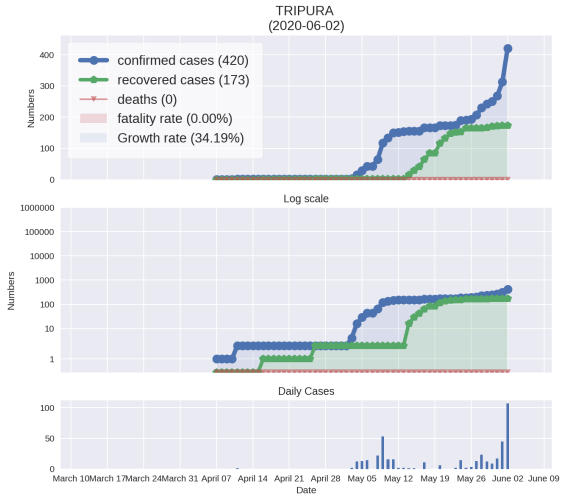 TRIPURA
(2020-06-02)
confirmed cases (420)
recovered cases (173)
deaths (0)
fatality rate (0.00%)
Growth rate (34.19%)
Numbers
400
300
200
100
0
Log scale
Numbers
1000000
100000
10000
1000
100
10
1
Daily Cases
100
50
0
March 10 March 17 March 24 March 31 April 07 April 14 April 21 April 28 May 05 May 12 May 19 May 26 June 02 June 09
Date